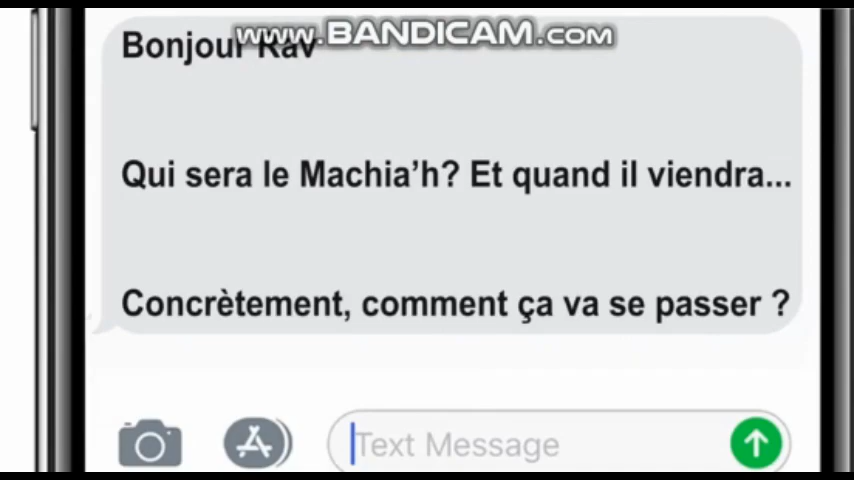 www.BANDICAM.com
Bonjour Rav
Qui sera le Machia’h? Et quand il viendra...
Concrètement, comment ça va se passer ?
Text Message